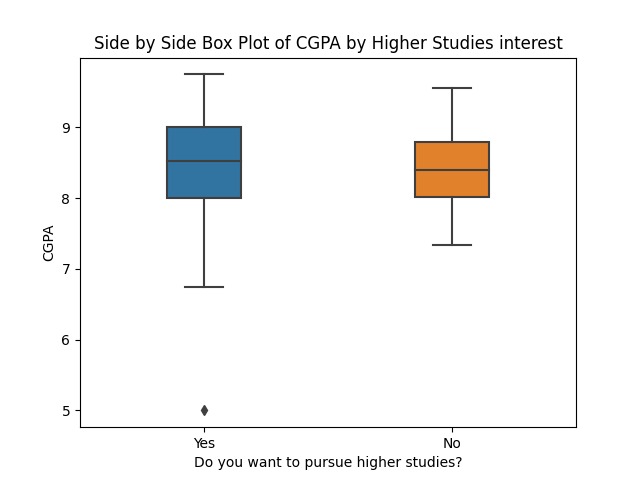 Side by Side Box Plot of CGPA by Higher Studies interest
9
8
7
6
5
CGPA
Yes
No
Do you want to pursue higher studies?